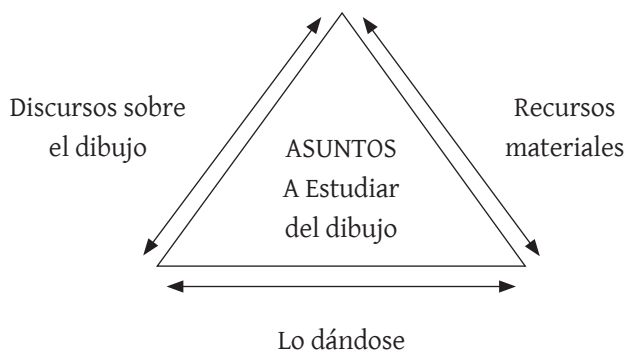 Discursos sobre
el dibujo
Recursos
materiales
ASUNTOS
A Estudiar
del dibujo
Lo dándose